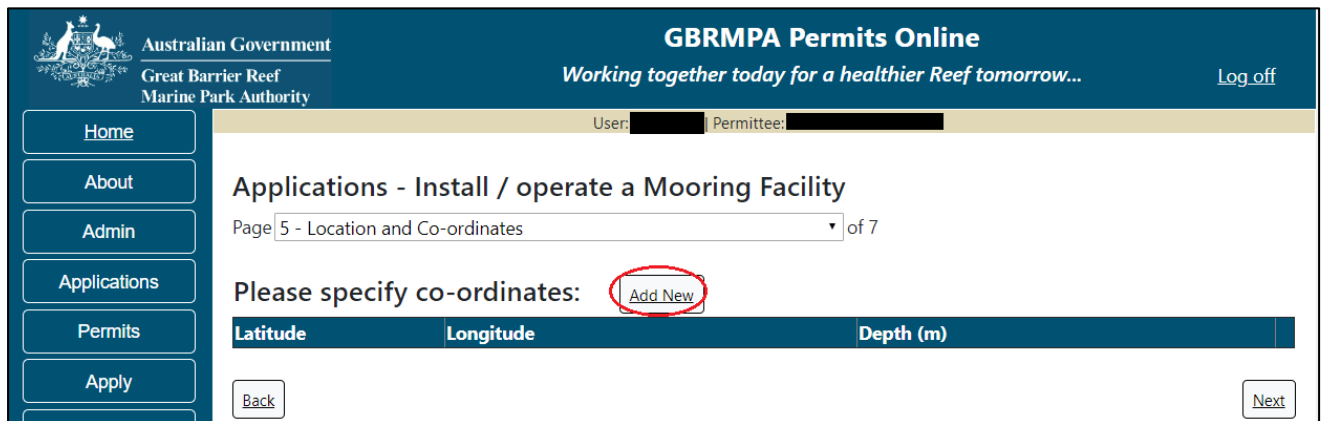 Australian Government
Great Barrier Reef
Marine Park Authority
GBRMPA Permits Online
Working together today for a healthier Reef tomorrow...
Log off
User: | Permittee:
Home
About
Admin
Applications
Permits
Apply
Applications - Install / operate a Mooring Facility
Page 5 - Location and Co-ordinates of 7
Please specify co-ordinates: Add New
Latitude Longitude Depth (m)
Back Next